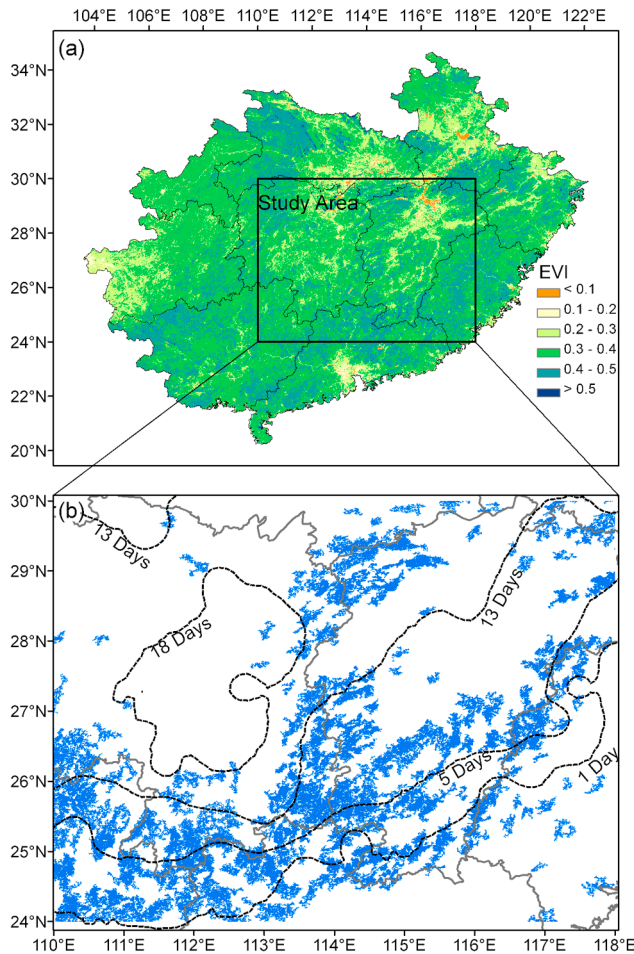 104°E 106°E 108°E 110°E 112°E 114°E 116°E 118°E 120°E 122°E
(a)
34°N
32°N
30°N
Study Area
28°N
26°N
24°N
22°N
20°N
EVI
< 0.1
0.1 - 0.2
0.2 - 0.3
0.3 - 0.4
0.4 - 0.5
> 0.5
30°N
(b)
13 Days
29°N
13 Days
28°N
18 Days
27°N
26°N
5 Days
1 Day
25°N
24°N
110°E 111°E 112°E 113°E 114°E 115°E 116°E 117°E 118°E